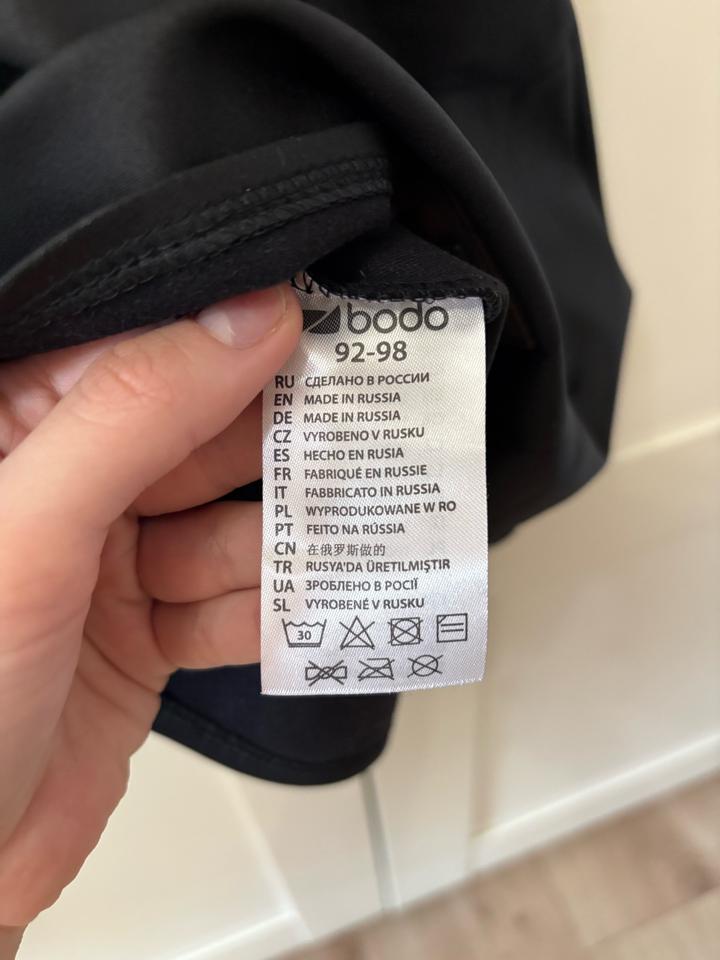 bodo
92-98
RU СДЕЛАНО В РОССИИ
EN MADE IN RUSSIA
DE MADE IN RUSSIA
CZ VYROBENO V RUSKU
ES HECHO EN RUSIA
FR FABRIQUÉ EN RUSSIE
IT FABBRICATO IN RUSSIA
PL WYPRODUKOWANE W RO
PT FEITO NA RÚSSIA
CN 在俄罗斯做的
TR RUSYA'DA ÜRETILMIŞTIR
UA ЗРОБЛЕНО В РОСІЇ
SL VYROBENÉ V RUSKU
30